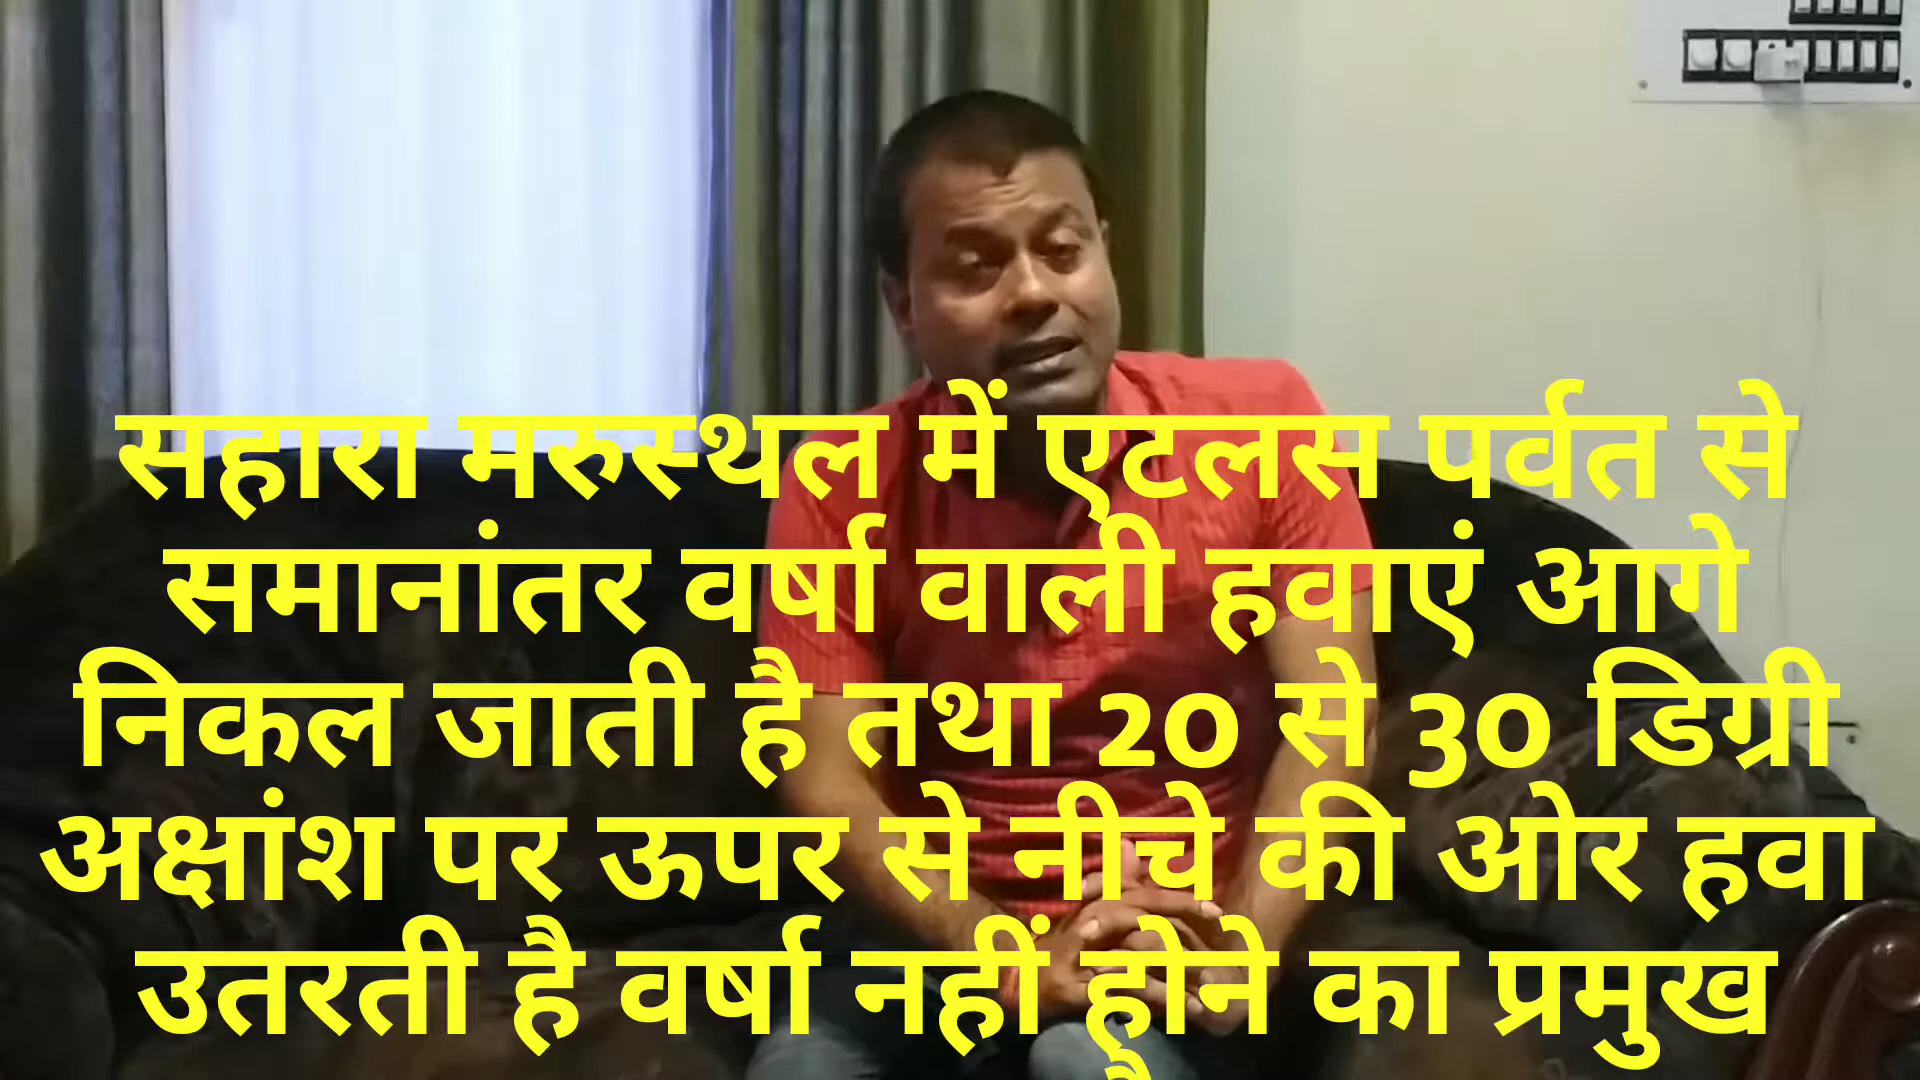 सहारा मरुस्थल में एटलस पर्वत से
समानांतर वर्षा वाली हवाएं आगे
निकल जाती है तथा 20 से 30 डिग्री
अक्षांश पर ऊपर से नीचे की ओर हवा
उतरती है वर्षा नहीं होने का प्रमुख